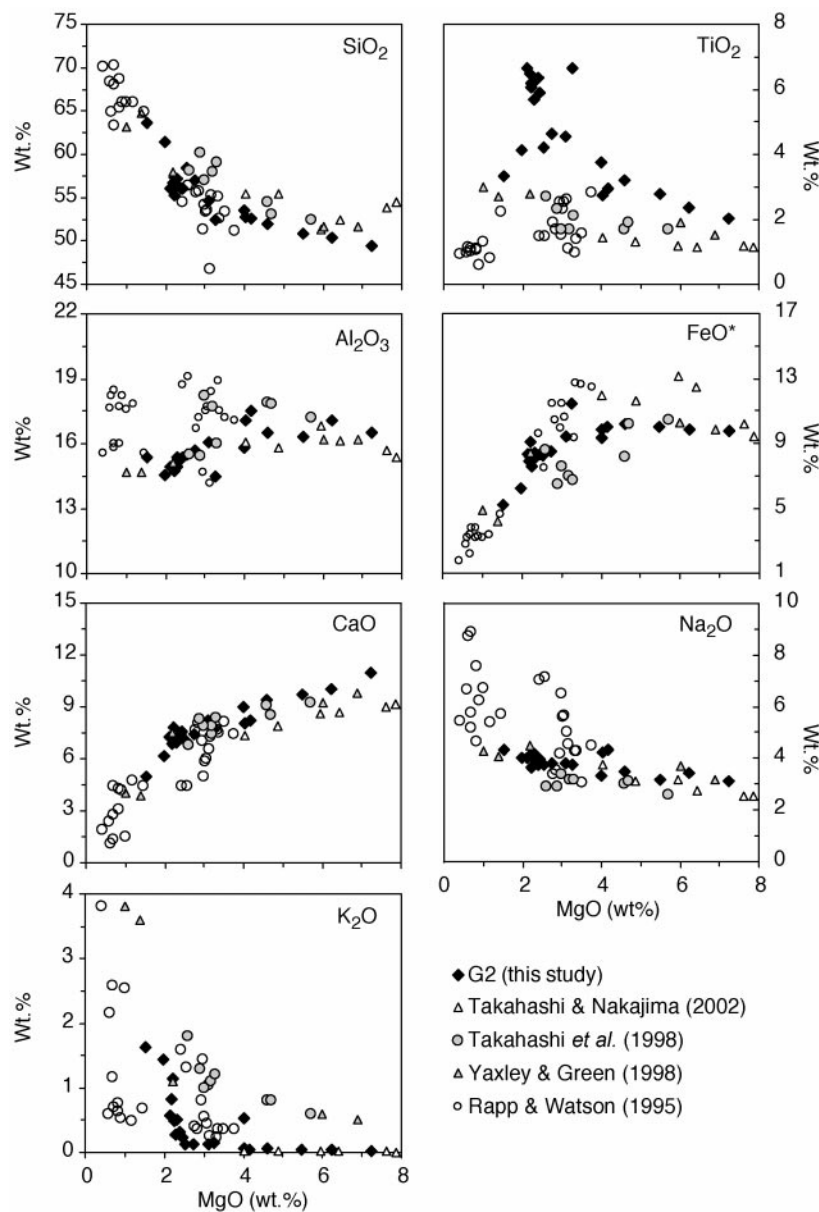 SiO2
75
70
65
60
55
50
45
Wt.%
TiO2
8
6
4
2
0
Wt.%
Al2O3
22
19
16
13
10
Wt%
FeO*
17
13
9
5
1
Wt.%
CaO
15
12
9
6
3
0
Wt.%
Na2O
10
8
6
4
2
0
Wt.%
0 2 4 6 8
MgO (wt%)
K2O
4
3
2
1
0
Wt.%
0 2 4 6 8
MgO (wt.%)
G2 (this study)
Takahashi & Nakajima (2002)
Takahashi et al. (1998)
Yaxley & Green (1998)
Rapp & Watson (1995)